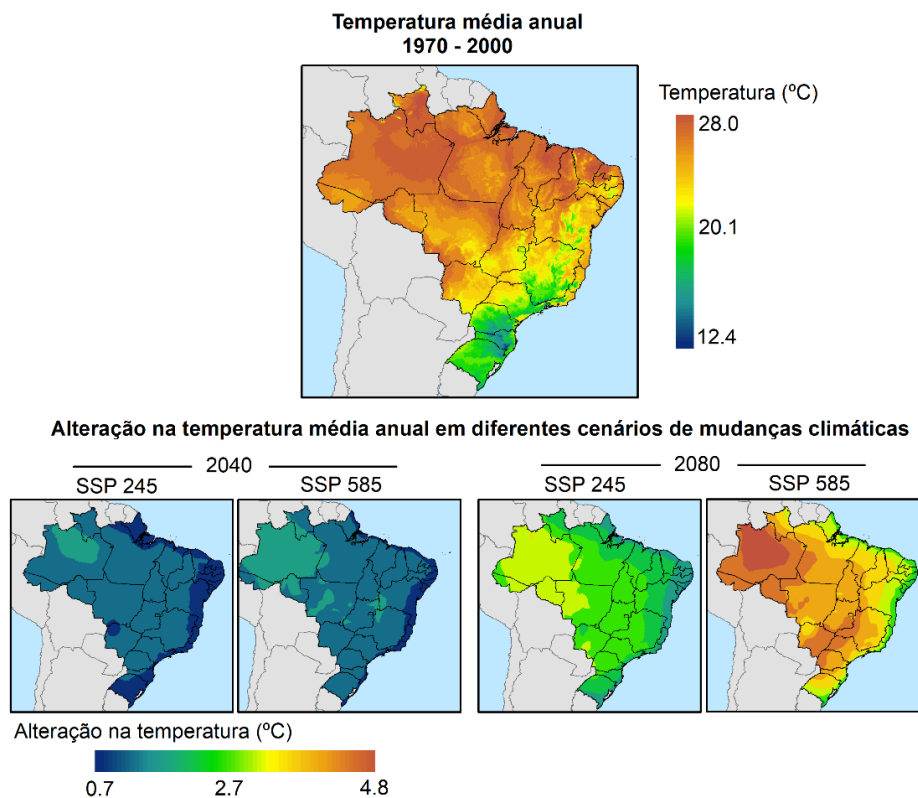 Temperatura média anual
1970 - 2000
Temperatura (ºC)
28.0
20.1
12.4
Alteração na temperatura média anual em diferentes cenários de mudanças climáticas
2040
2080
SSP 245
SSP 585
SSP 245
SSP 585
Alteração na temperatura (ºC)
0.7
2.7
4.8